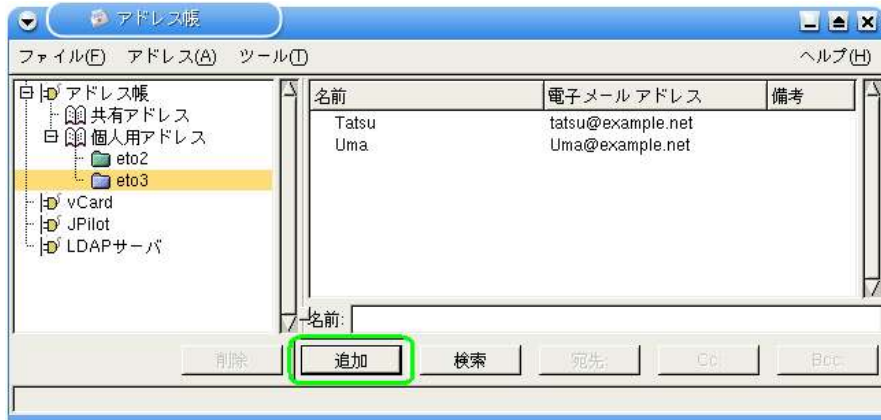 アドレス帳
ファイル(F) アドレス(A) ツール(T) ヘルプ(H)
アドレス帳
共有アドレス
個人用アドレス
eto2
eto3
vCard
JPilot
LDAPサーバ
名前 電子メール アドレス 備考
Tatsu tatsu@example.net
Uma Uma@example.net
名前:
削除 追加 検索 宛先: Cc: Bcc: